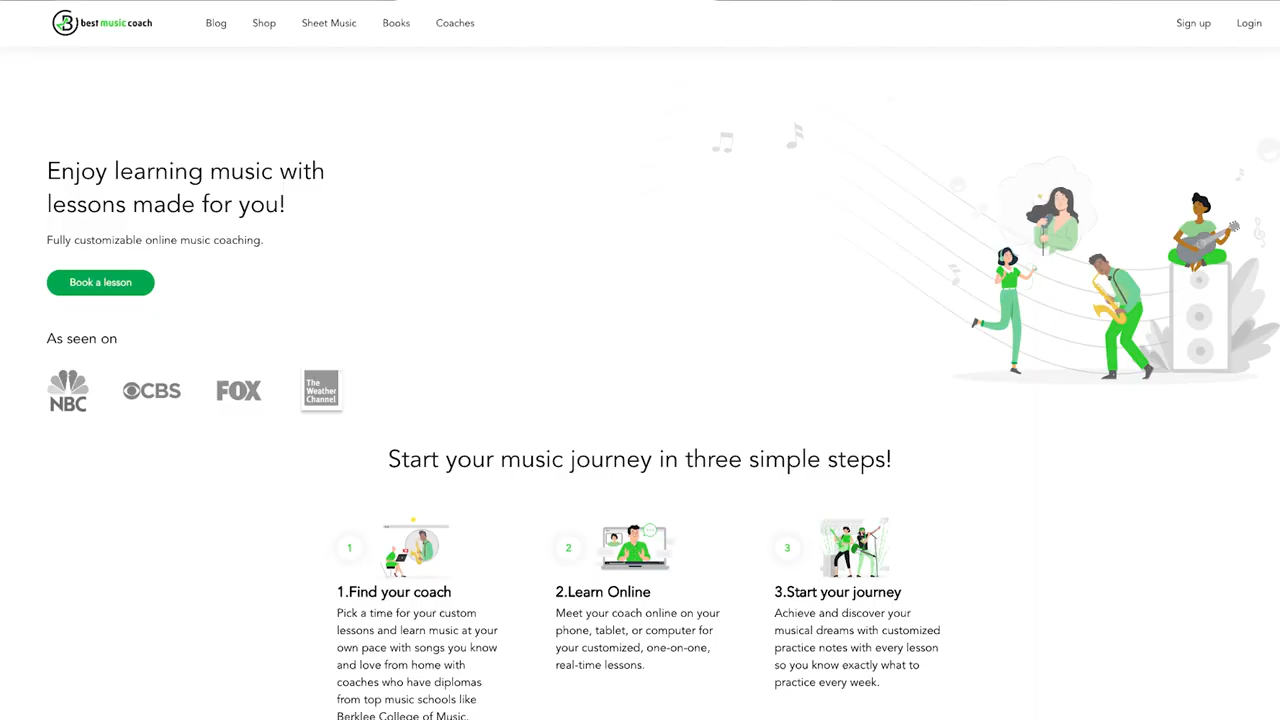 best music coach
Blog
Shop
Sheet Music
Books
Coaches
Sign up
Login
Enjoy learning music with
lessons made for you!
Fully customizable online music coaching.
Book a lesson
As seen on
NBC
CBS
FOX
The
Weather
Channel
Start your music journey in three simple steps!
1
1.Find your coach
Pick a time for your custom
lessons and learn music at your
own pace with songs you know
and love from home with
coaches who have diplomas
from top music schools like
Berklee College of Music.
2
2.Learn Online
Meet your coach online on your
phone, tablet, or computer for
your customized, one-on-one,
real-time lessons.
3
3.Start your journey
Achieve and discover your
musical dreams with customized
practice notes with every lesson
so you know exactly what to
practice every week.